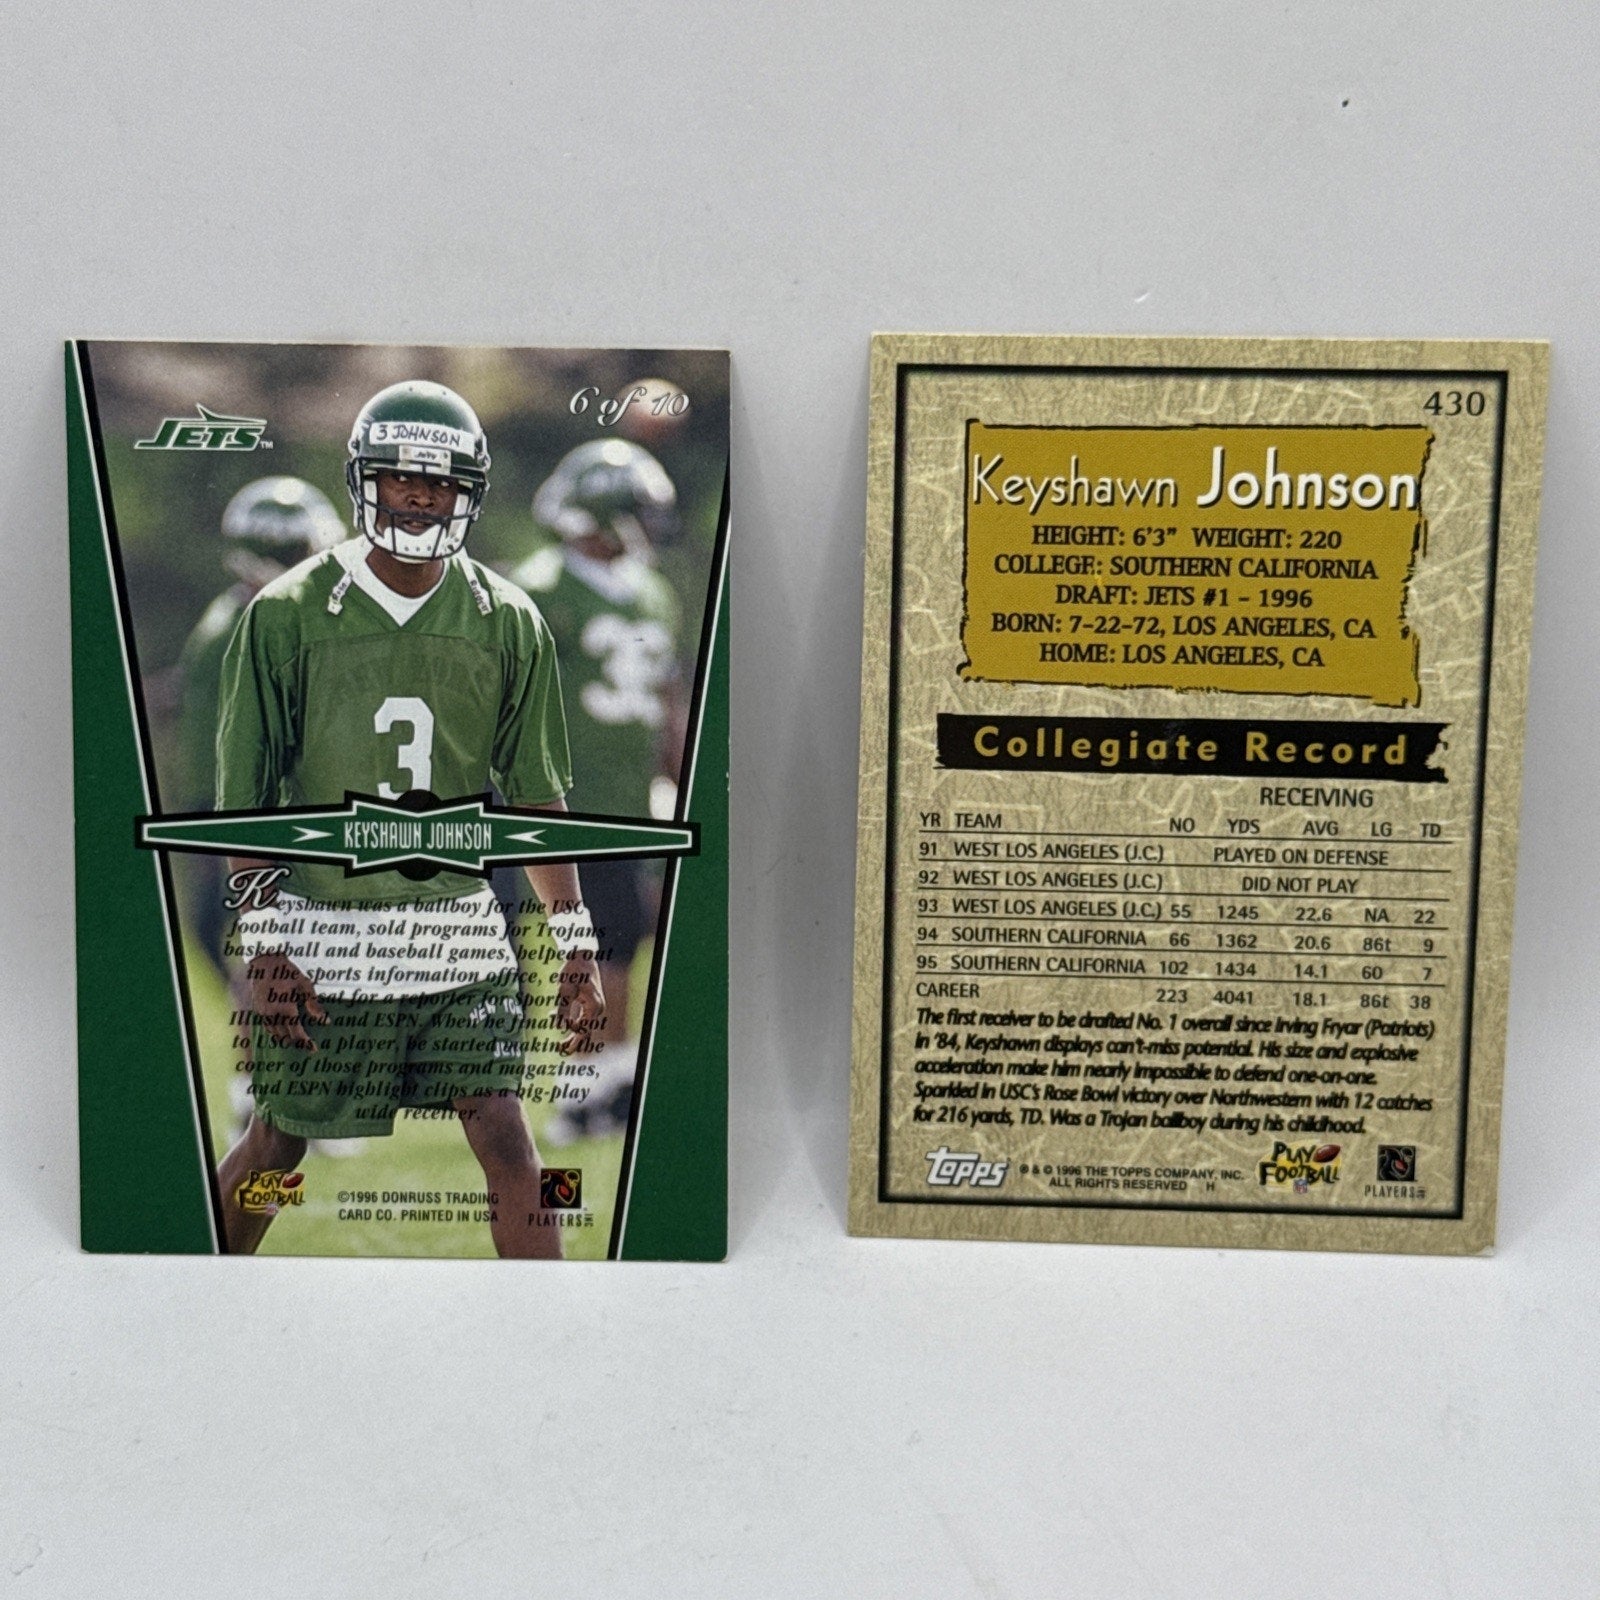 JETS™
6 of 10
3 JOHNSON
3
3
KEYSHAWN JOHNSON
Keyshawn was a ballboy for the USC
football team, sold programs for Trojans
basketball and baseball games, helped out
in the sports information office, even
baby-sat for a reporter for Sports
Illustrated and ESPN. When he finally got
to USC as a player, he started making the
cover of those programs and magazines,
and ESPN highlight clips as a big-play
wide receiver.
NEW YORK
PLAY FOOTBALL
©1996 DONRUSS TRADING
CARD CO. PRINTED IN USA
PLAYERS INC
430
Keyshawn Johnson
HEIGHT: 6'3" WEIGHT: 220
COLLEGE: SOUTHERN CALIFORNIA
DRAFT: JETS #1 – 1996
BORN: 7-22-72, LOS ANGELES, CA
HOME: LOS ANGELES, CA
Collegiate Record
RECEIVING
YR TEAM NO YDS AVG LG TD
91 WEST LOS ANGELES (J.C.) PLAYED ON DEFENSE
92 WEST LOS ANGELES (J.C.) DID NOT PLAY
93 WEST LOS ANGELES (J.C.) 55 1245 22.6 NA 22
94 SOUTHERN CALIFORNIA 66 1362 20.6 86t 9
95 SOUTHERN CALIFORNIA 102 1434 14.1 60 7
CAREER 223 4041 18.1 86t 38
The first receiver to be drafted No. 1 overall since Irving Fryar (Patriots)
in '84, Keyshawn displays can't-miss potential. His size and explosive
acceleration make him nearly impossible to defend one-on-one.
Sparkled in USC's Rose Bowl victory over Northwestern with 12 catches
for 216 yards, TD. Was a Trojan ballboy during his childhood.
Topps
® & © 1996 THE TOPPS COMPANY, INC.
ALL RIGHTS RESERVED H
PLAY FOOTBALL
PLAYERS INC